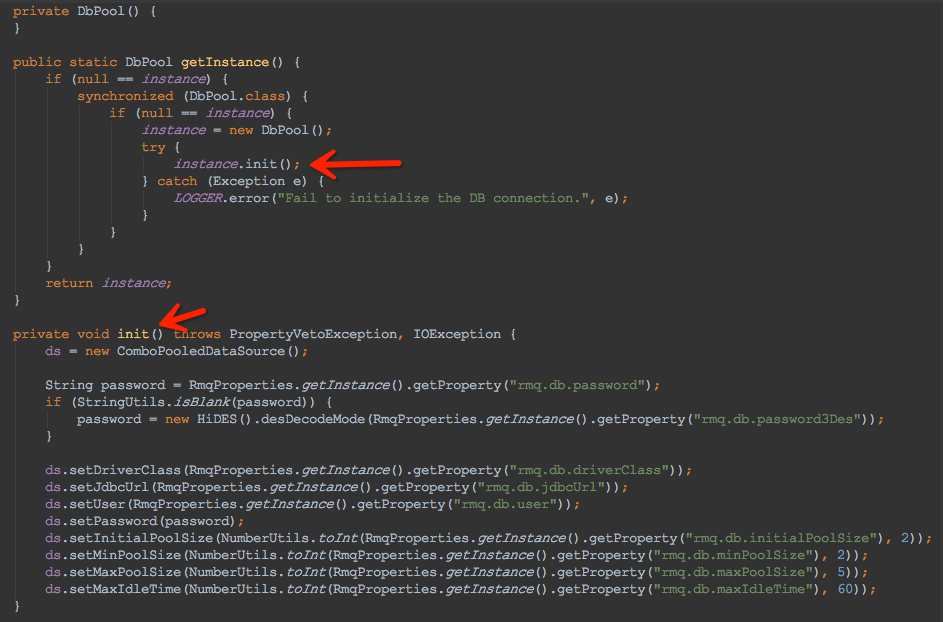 private DbPool() {
}
public static DbPool getInstance() {
if (null == instance) {
synchronized (DbPool.class) {
if (null == instance) {
instance = new DbPool();
try {
instance.init();
} catch (Exception e) {
LOGGER.error("Fail to initialize the DB connection.", e);
}
}
}
}
return instance;
}
private void init() throws PropertyVetoException, IOException {
ds = new ComboPooledDataSource();
String password = RmqProperties.getInstance().getProperty("rmq.db.password");
if (StringUtils.isBlank(password)) {
password = new HiDES().desDecodeMode(RmqProperties.getInstance().getProperty("rmq.db.password3Des"));
}
ds.setDriverClass(RmqProperties.getInstance().getProperty("rmq.db.driverClass"));
ds.setJdbcUrl(RmqProperties.getInstance().getProperty("rmq.db.jdbcUrl"));
ds.setUser(RmqProperties.getInstance().getProperty("rmq.db.user"));
ds.setPassword(password);
ds.setInitialPoolSize(NumberUtils.toInt(RmqProperties.getInstance().getProperty("rmq.db.initialPoolSize"), 2));
ds.setMinPoolSize(NumberUtils.toInt(RmqProperties.getInstance().getProperty("rmq.db.minPoolSize"), 2));
ds.setMaxPoolSize(NumberUtils.toInt(RmqProperties.getInstance().getProperty("rmq.db.maxPoolSize"), 5));
ds.setMaxIdleTime(NumberUtils.toInt(RmqProperties.getInstance().getProperty("rmq.db.maxIdleTime"), 60));
}